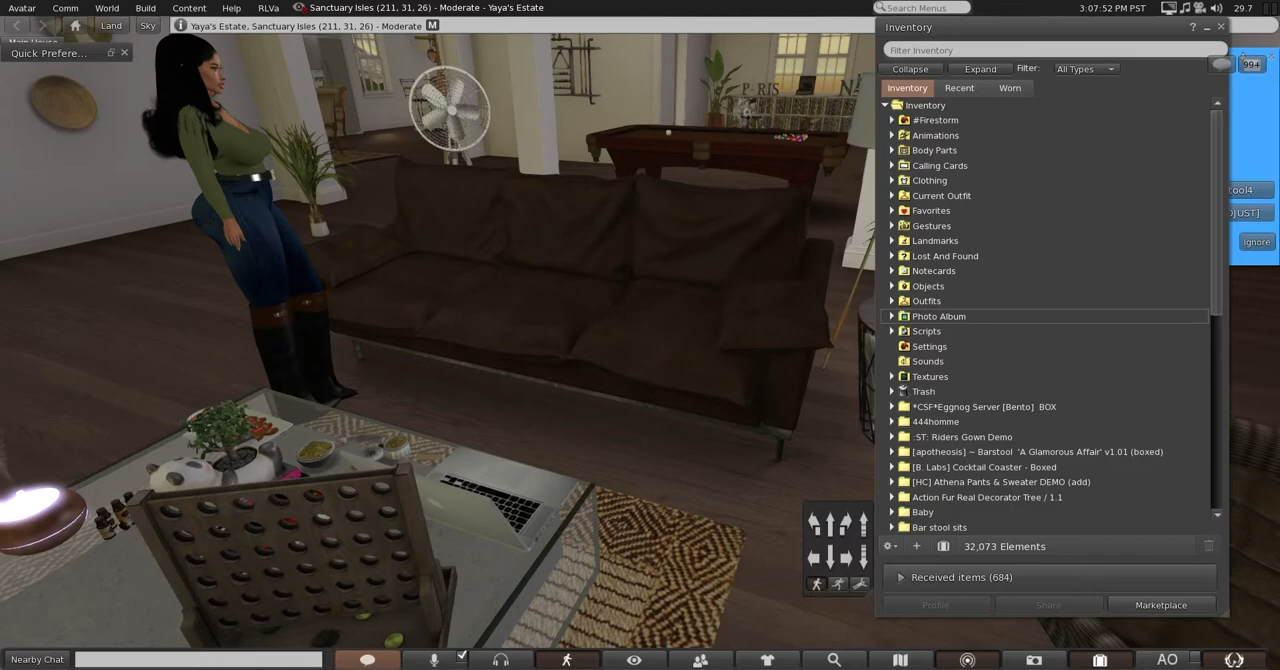 Avatar Comm World Build Content Help RLVa Sanctuary Isles (211, 31, 26) - Moderate - Yaya's Estate Search Menus 3:07:52 PM PST 29.7
Land Sky Yaya's Estate, Sanctuary Isles (211, 31, 26) - Moderate M
Quick Prefere...
Inventory
Filter Inventory
Collapse Expand Filter: All Types
994
Inventory Recent Worn
Inventory
#Firestorm
Animations
Body Parts
Calling Cards
Clothing
Current Outfit
ool4
Favorites
DJUST]
Gestures
Landmarks
Ignore
Lost And Found
Notecards
Objects
Outfits
Photo Album
Scripts
Settings
Sounds
Textures
Trash
*CSF*Eggnog Server [Bento] BOX
444homme
:ST: Riders Gown Demo
[apotheosis] ~ Barstool 'A Glamorous Affair' v1.01 (boxed)
[B. Labs] Cocktail Coaster - Boxed
[HC] Athena Pants & Sweater DEMO (add)
Action Fur Real Decorator Tree / 1.1
Baby
Bar stool sits
32,073 Elements
Received items (684)
Profile Share Marketplace
Nearby Chat AO